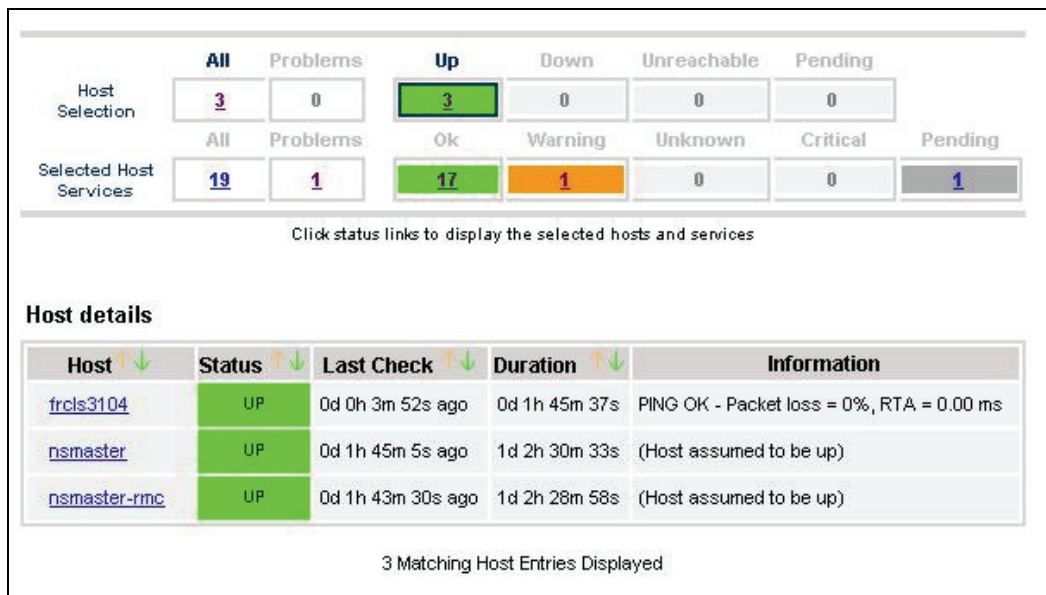 All Problems Up Down Unreachable Pending
Host Selection 3 0 3 0 0 0
All Problems Ok Warning Unknown Critical Pending
Selected Host Services 19 1 17 1 0 0 1
Click status links to display the selected hosts and services
Host details
Host Status Last Check Duration Information
frcls3104 UP 0d 0h 3m 52s ago 0d 1h 45m 37s PING OK - Packet loss = 0%, RTA = 0.00 ms
nsmaster UP 0d 1h 45m 5s ago 1d 2h 30m 33s (Host assumed to be up)
nsmaster-rmc UP 0d 1h 43m 30s ago 1d 2h 28m 58s (Host assumed to be up)
3 Matching Host Entries Displayed